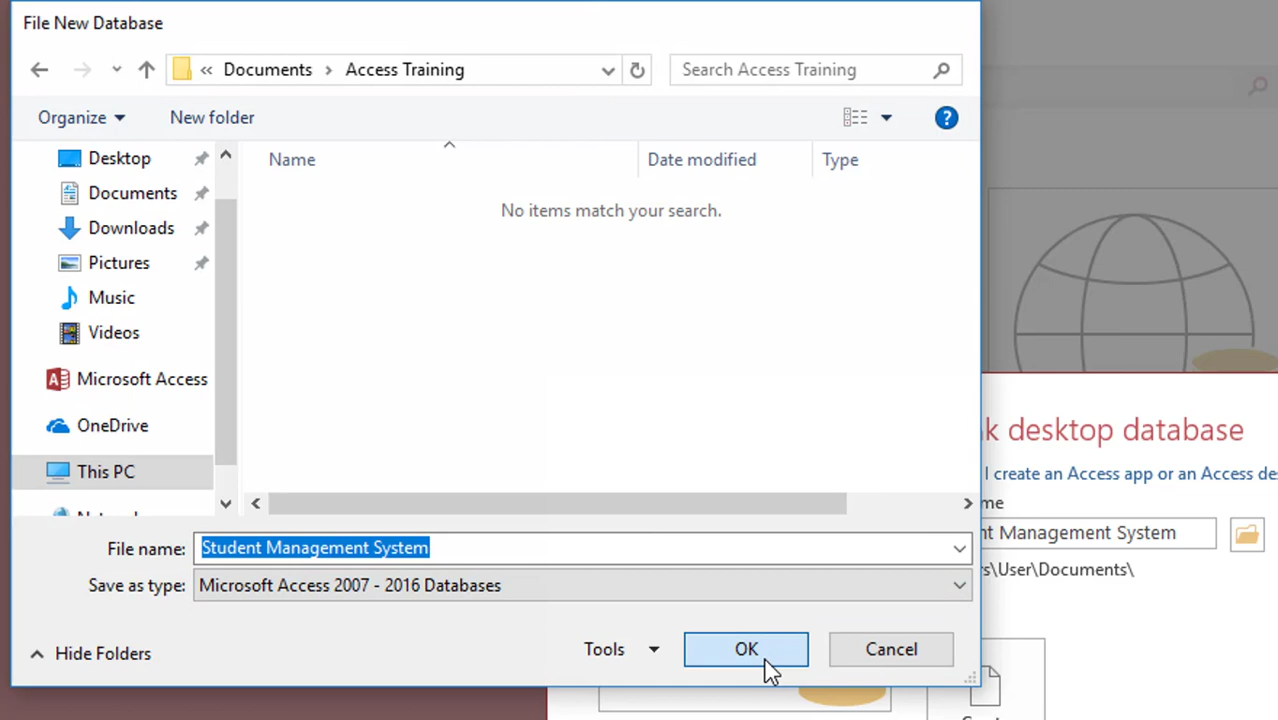 File New Database
« Documents › Access Training
Search Access Training
Organize
New folder
?
Name
Date modified
Type
No items match your search.
Desktop
Documents
Downloads
Pictures
Music
Videos
A Microsoft Access
OneDrive
This PC
k desktop database
I create an Access app or an Access de
me
File name: Student Management System
t Management System
Save as type: Microsoft Access 2007 - 2016 Databases
s\User\Documents\
Hide Folders
Tools
OK
Cancel